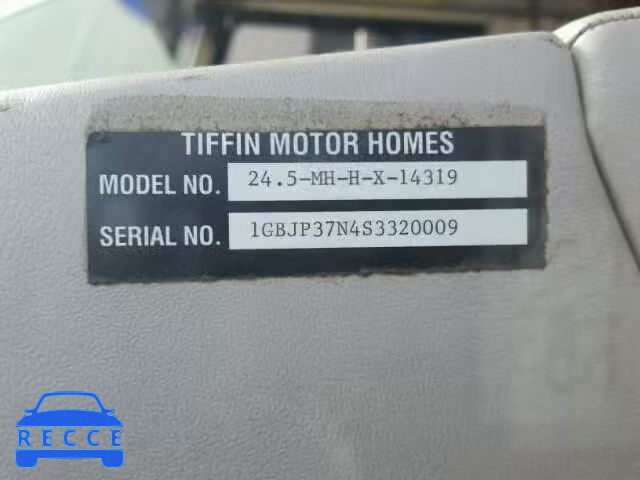 TIFFIN MOTOR HOMES
MODEL NO. 24.5-MH-H-X-14319
SERIAL NO. 1GBJP37N4S3320009
RECCE